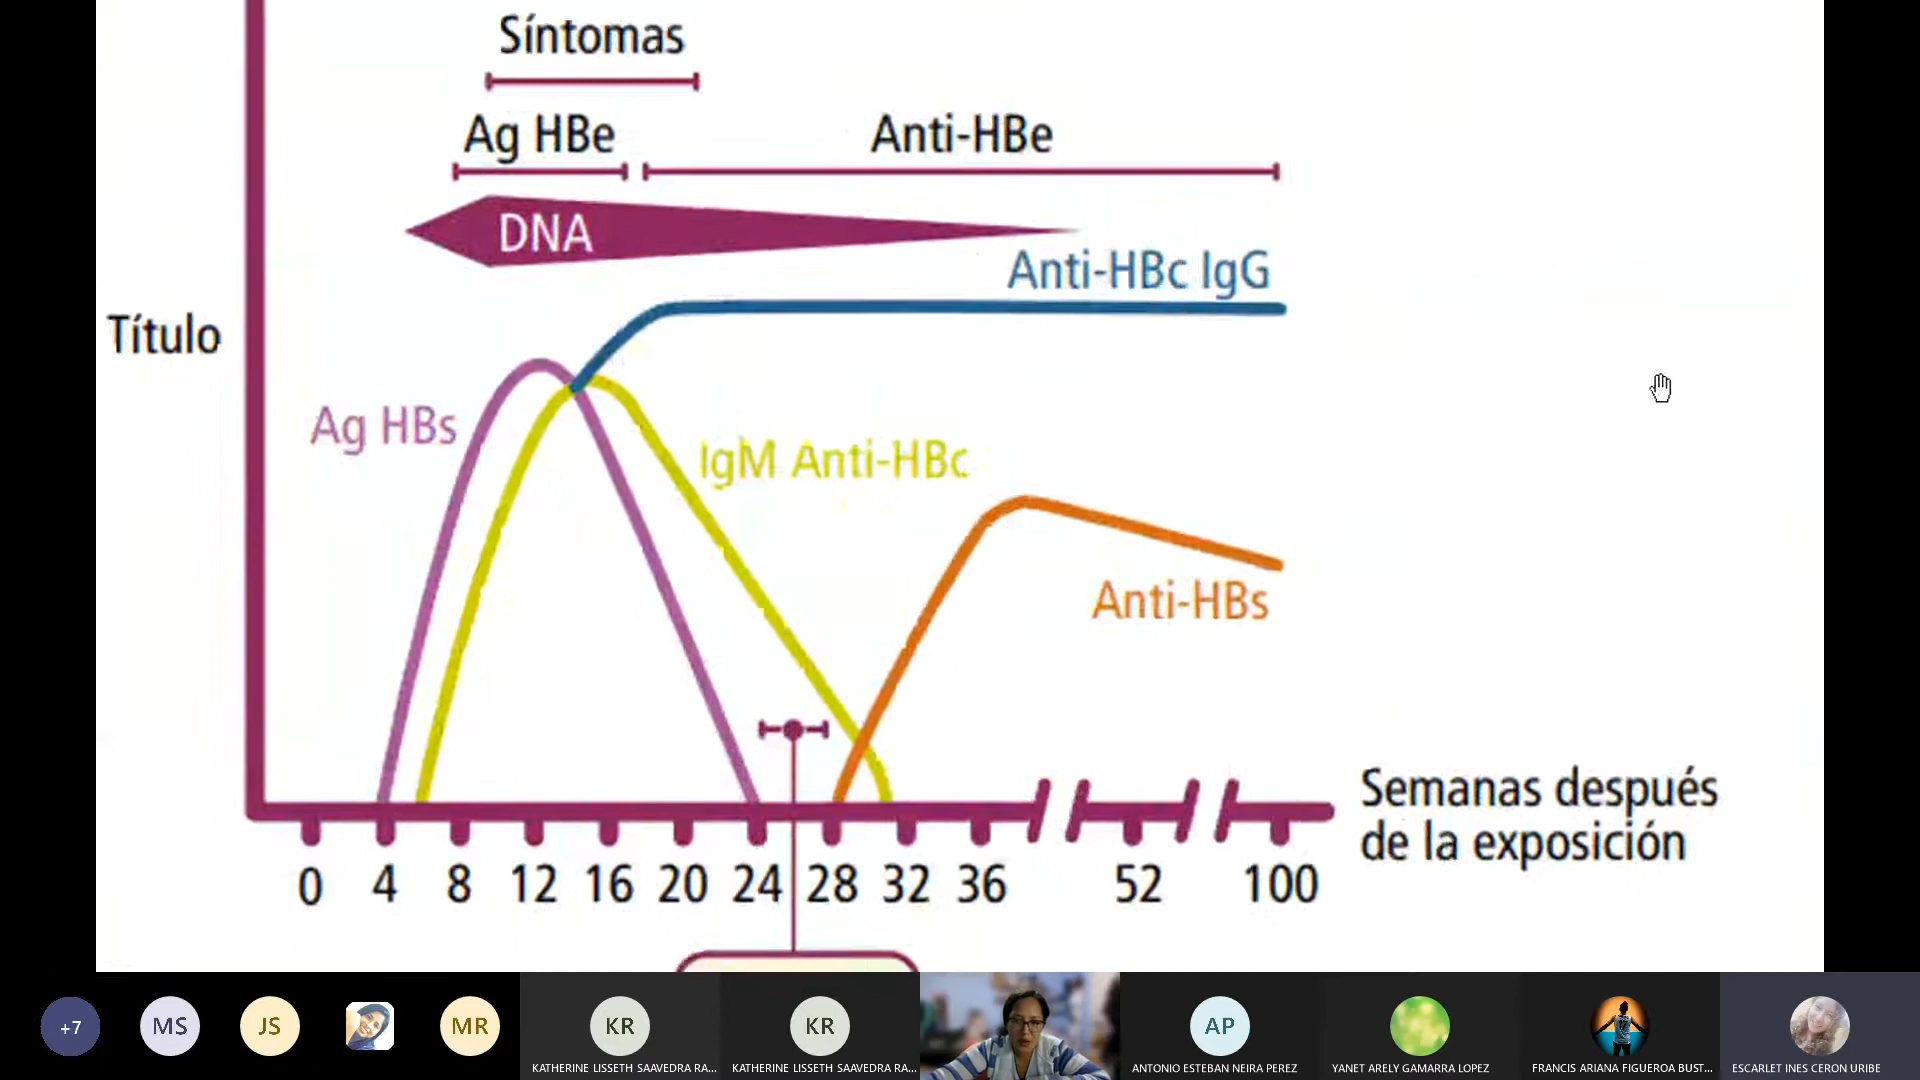 Síntomas
Ag HBe
Anti-HBe
DNA
Anti-HBc IgG
Título
Ag HBs
IgM Anti-HBc
Anti-HBs
Semanas después
de la exposición
0 4 8 12 16 20 24 28 32 36 52 100
+7
MS
JS
MR
KR
KR
AP
KATHERINE LISSETH SAAVEDRA RA...
KATHERINE LISSETH SAAVEDRA RA...
ANTONIO ESTEBAN NEIRA PEREZ
YANET ARELY GAMARRA LOPEZ
FRANCIS ARIANA FIGUEROA BUST...
ESCARLET INES CERON URIBE